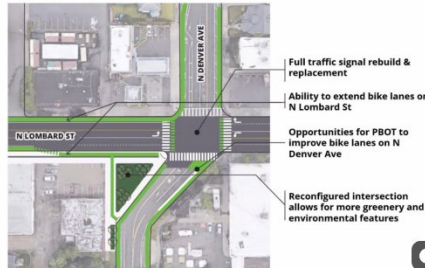 N DENVER AVE
Full traffic signal rebuild &
replacement
Ability to extend bike lanes on
N Lombard St
N LOMBARD ST
Opportunities for PBOT to
improve bike lanes on N
Denver Ave
Reconfigured intersection
allows for more greenery and
environmental features